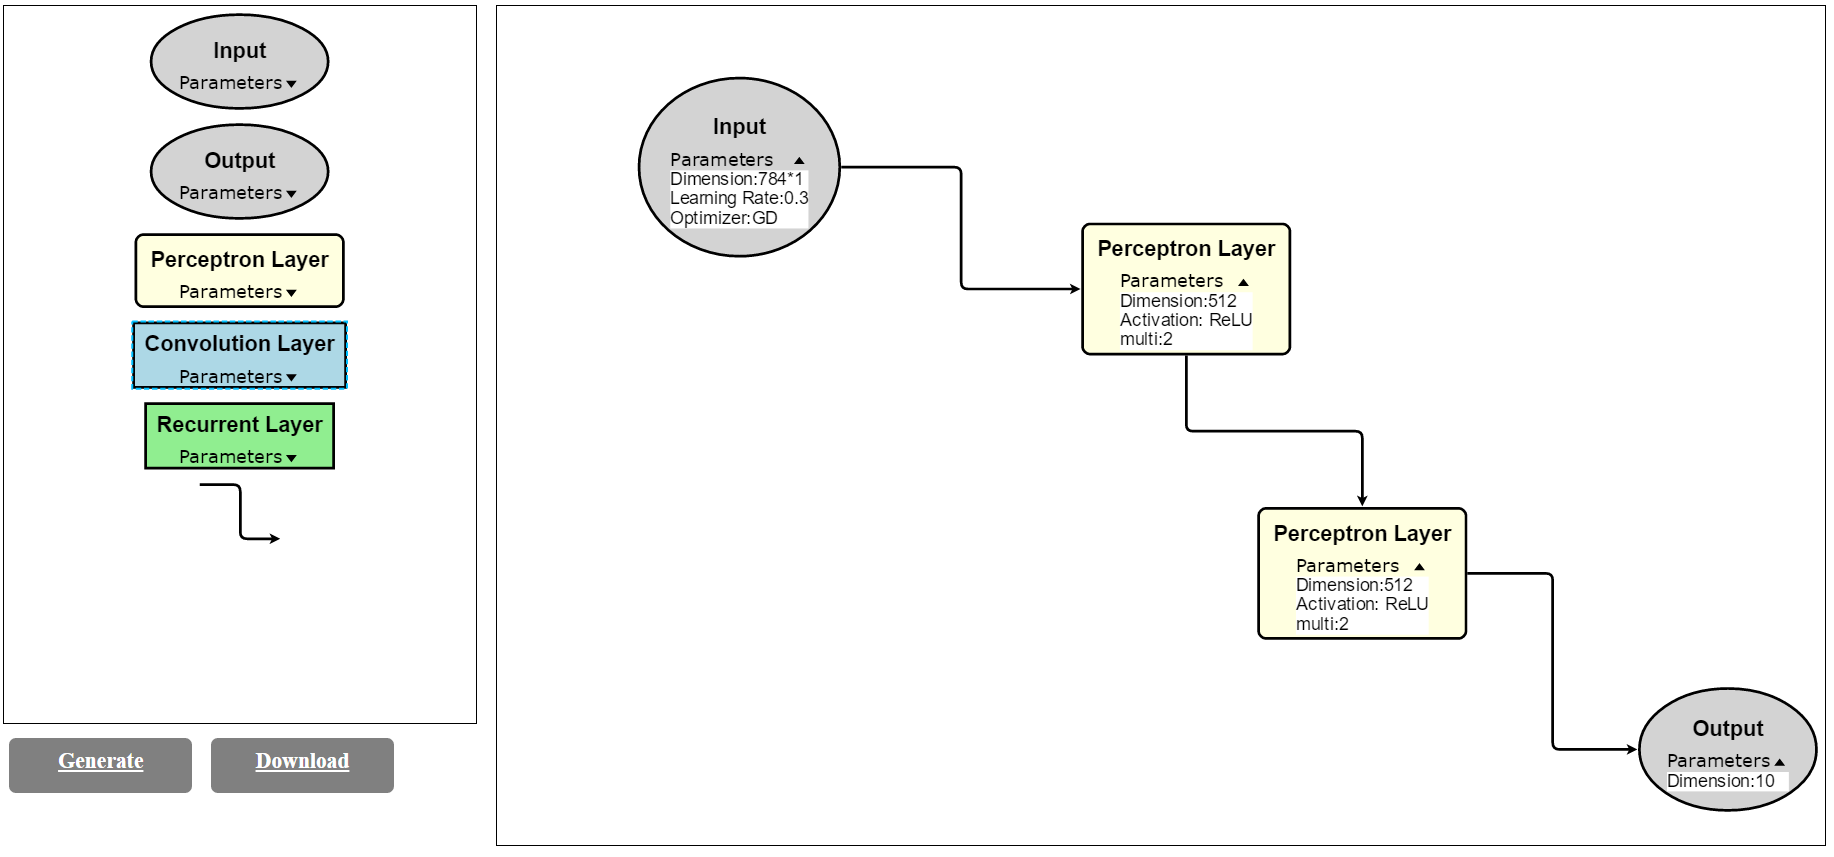 Input
Parameters
Output
Parameters
Perceptron Layer
Parameters
Convolution Layer
Parameters
Recurrent Layer
Parameters
Generate
Download
Input
Parameters
Dimension:784*1
Learning Rate:0.3
Optimizer:GD
Perceptron Layer
Parameters
Dimension:512
Activation: ReLU
multi:2
Perceptron Layer
Parameters
Dimension:512
Activation: ReLU
multi:2
Output
Parameters
Dimension:10